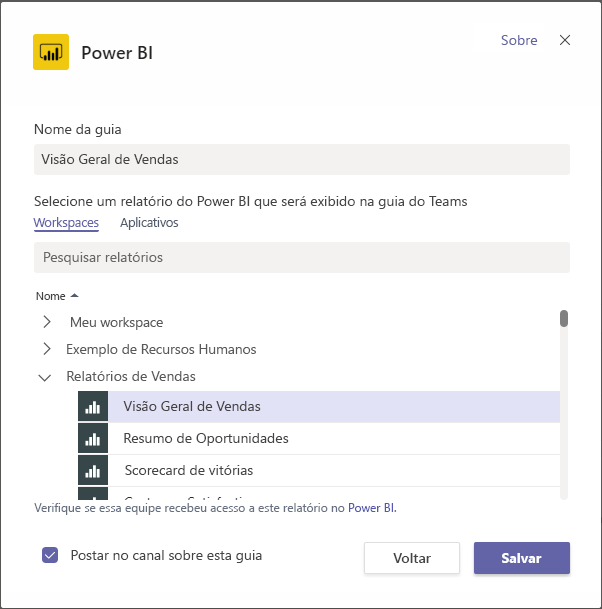 Power BI
Sobre
Nome da guia
Visão Geral de Vendas
Selecione um relatório do Power BI que será exibido na guia do Teams
Workspaces Aplicativos
Pesquisar relatórios
Nome
Meu workspace
Exemplo de Recursos Humanos
Relatórios de Vendas
Visão Geral de Vendas
Resumo de Oportunidades
Scorecard de vitórias
Verifique se essa equipe recebeu acesso a este relatório no Power BI.
Postar no canal sobre esta guia
Voltar
Salvar